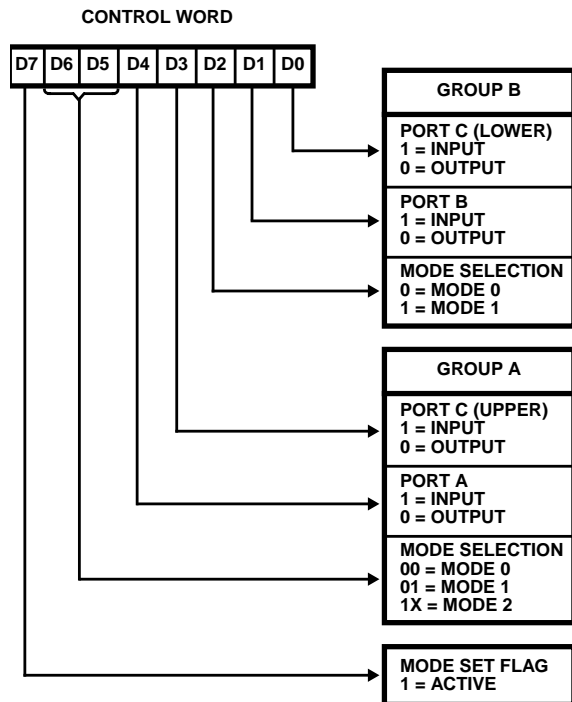 CONTROL WORD
D7 D6 D5 D4 D3 D2 D1 D0
GROUP B
PORT C (LOWER)
1 = INPUT
0 = OUTPUT
PORT B
1 = INPUT
0 = OUTPUT
MODE SELECTION
0 = MODE 0
1 = MODE 1
GROUP A
PORT C (UPPER)
1 = INPUT
0 = OUTPUT
PORT A
1 = INPUT
0 = OUTPUT
MODE SELECTION
00 = MODE 0
01 = MODE 1
1X = MODE 2
MODE SET FLAG
1 = ACTIVE